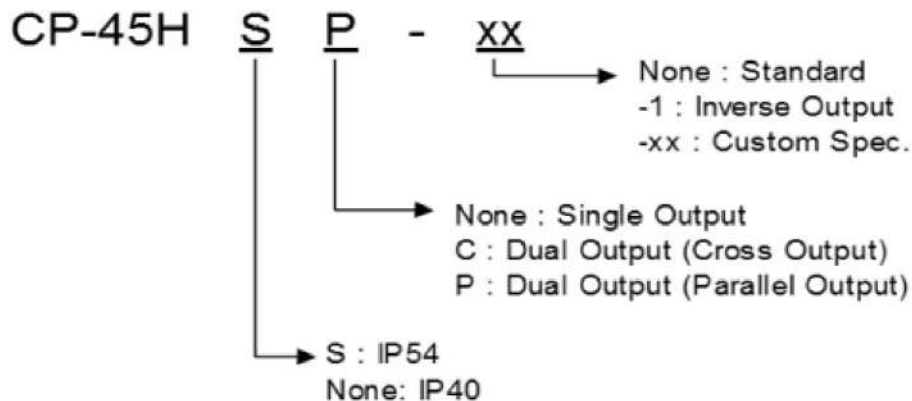 CP-45H S P - xx
None : Standard
-1 : Inverse Output
-xx : Custom Spec.
None : Single Output
C : Dual Output (Cross Output)
P : Dual Output (Parallel Output)
S : IP54
None: IP40